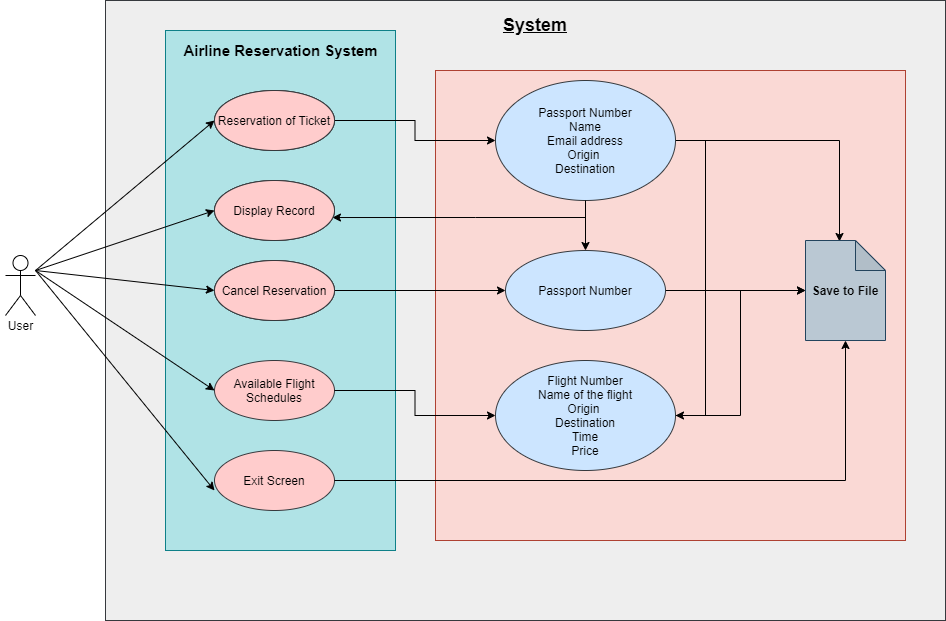 System
Airline Reservation System
Reservation of Ticket
Display Record
Cancel Reservation
Available Flight
Schedules
Exit Screen
Passport Number
Name
Email address
Origin
Destination
Passport Number
Flight Number
Name of the flight
Origin
Destination
Time
Price
Save to File
User